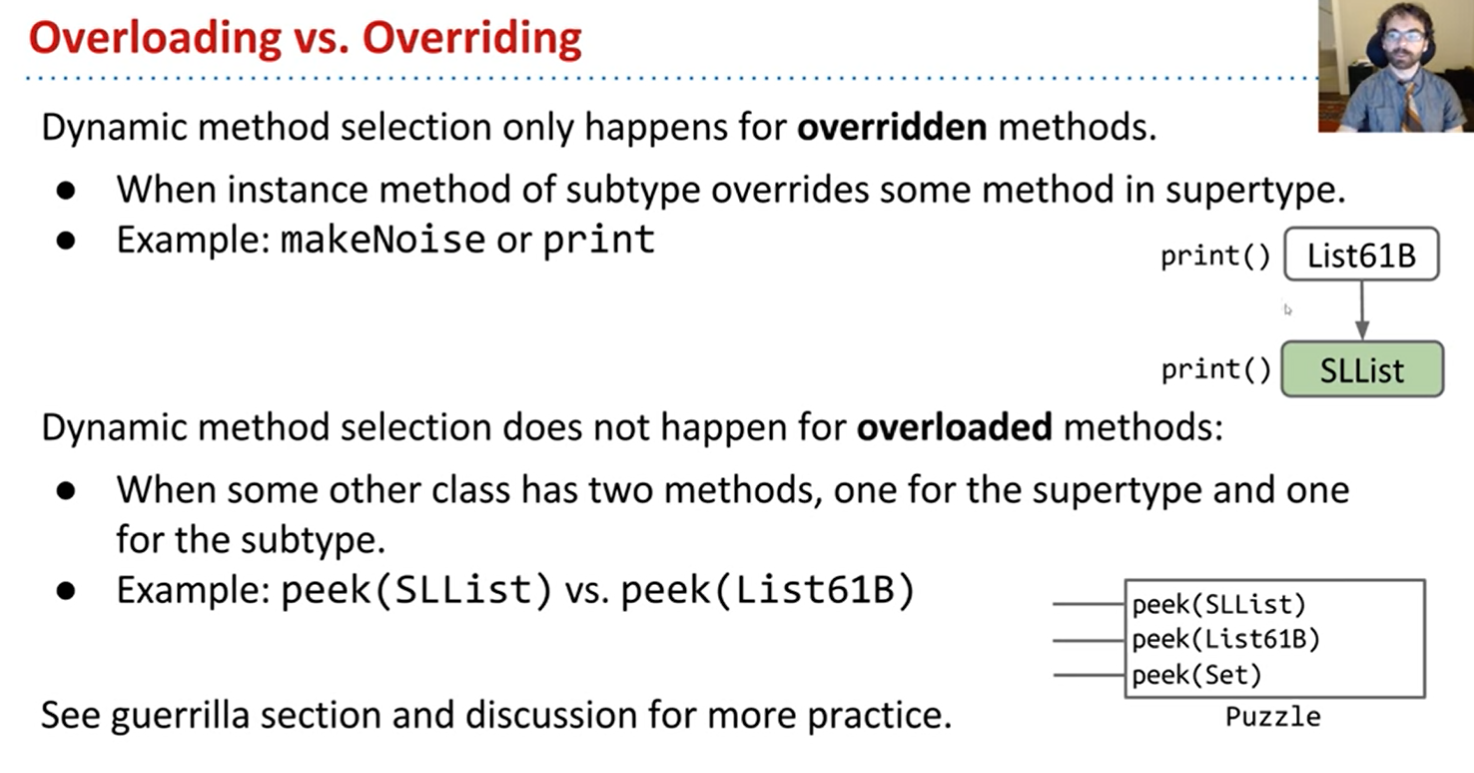 Overloading vs. Overriding
Dynamic method selection only happens for overridden methods.
● When instance method of subtype overrides some method in supertype.
● Example: makeNoise or print
print() List61B
print() SLList
Dynamic method selection does not happen for overloaded methods:
● When some other class has two methods, one for the supertype and one
for the subtype.
● Example: peek(SLList) vs. peek(List61B)
peek(SLList)
peek(List61B)
peek(Set)
Puzzle
See guerrilla section and discussion for more practice.